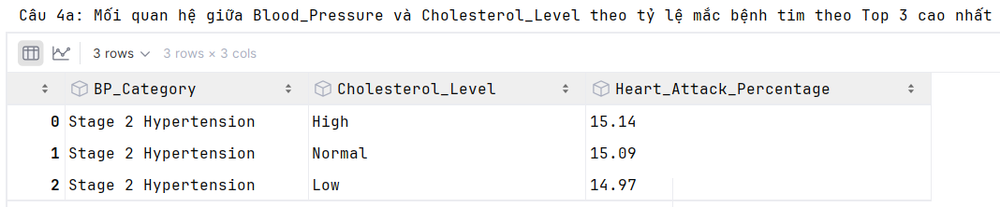 Câu 4a: Mối quan hệ giữa Blood_Pressure và Cholesterol_Level theo tỷ lệ mắc bệnh tim theo Top 3 cao nhất
3 rows 3 rows × 3 cols
BP_Category Cholesterol_Level Heart_Attack_Percentage
0 Stage 2 Hypertension High 15.14
1 Stage 2 Hypertension Normal 15.09
2 Stage 2 Hypertension Low 14.97